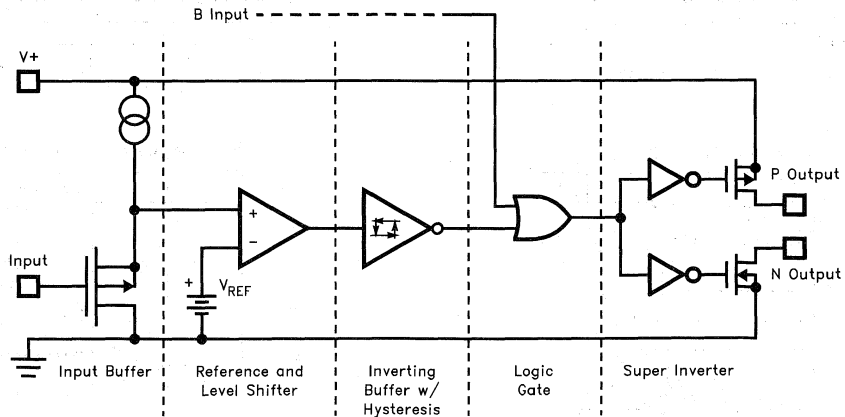 B Input
V+
P Output
+
−
Input
+
VREF
N Output
Input Buffer
Reference and
Level Shifter
Inverting
Buffer w/
Hysteresis
Logic
Gate
Super Inverter